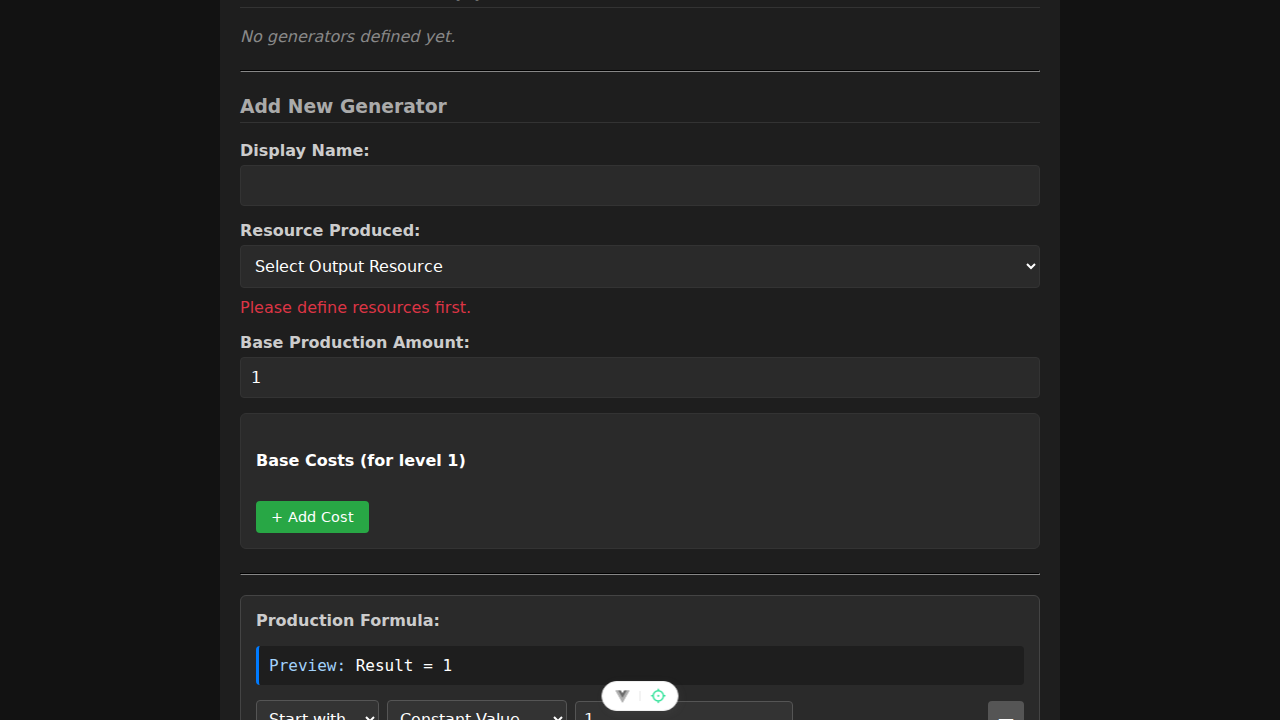 No generators defined yet.
Add New Generator
Display Name:
Resource Produced:
Select Output Resource
Please define resources first.
Base Production Amount:
1
Base Costs (for level 1)
+ Add Cost
Production Formula:
Preview: Result = 1
Start with Constant Value 1